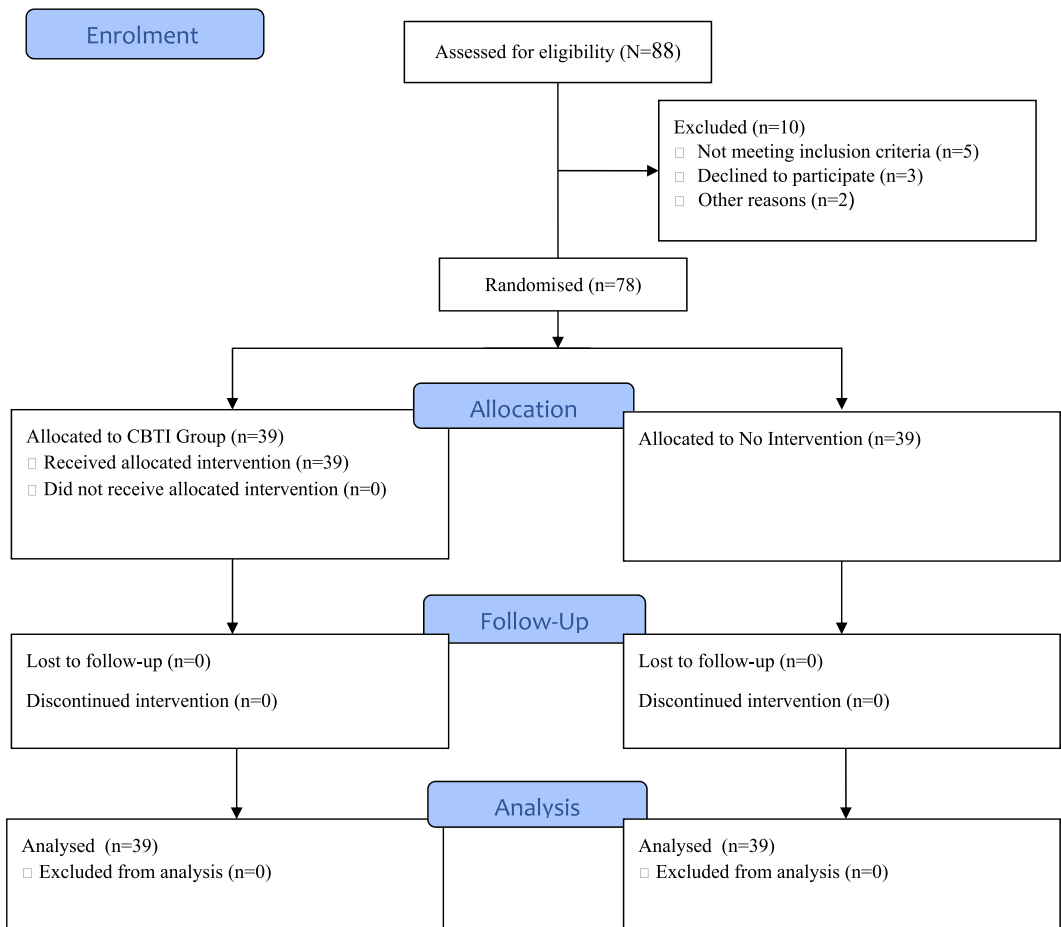 Enrolment
Assessed for eligibility (N=88)
Excluded (n=10)
□ Not meeting inclusion criteria (n=5)
□ Declined to participate (n=3)
□ Other reasons (n=2)
Randomised (n=78)
Allocation
Allocated to CBTI Group (n=39)
□ Received allocated intervention (n=39)
□ Did not receive allocated intervention (n=0)
Allocated to No Intervention (n=39)
Follow-Up
Lost to follow-up (n=0)
Discontinued intervention (n=0)
Lost to follow-up (n=0)
Discontinued intervention (n=0)
Analysis
Analysed (n=39)
□ Excluded from analysis (n=0)
Analysed (n=39)
□ Excluded from analysis (n=0)